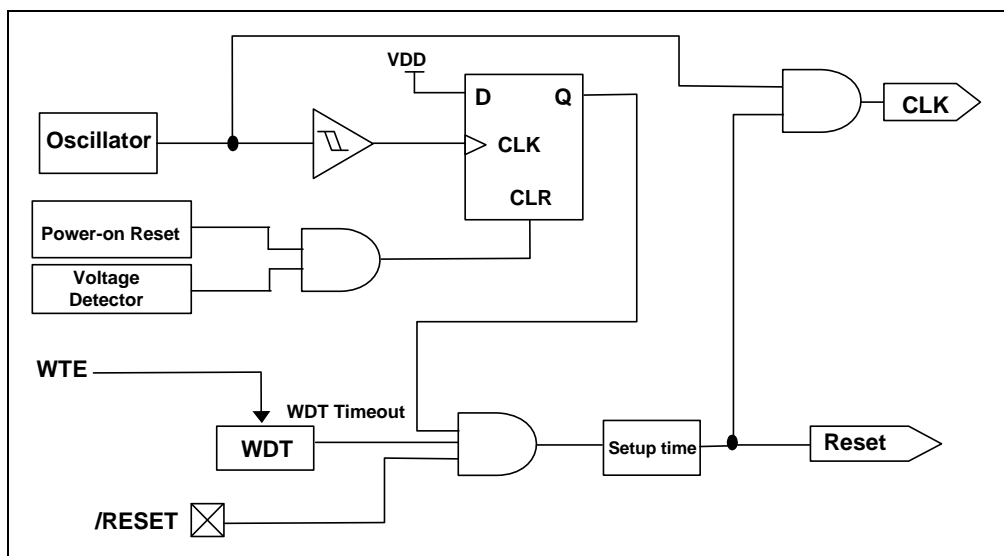 VDD
D Q
CLK
Oscillator
CLK
CLR
Power-on Reset
Voltage
Detector
WTE
WDT Timeout
WDT
Setup time
Reset
/RESET